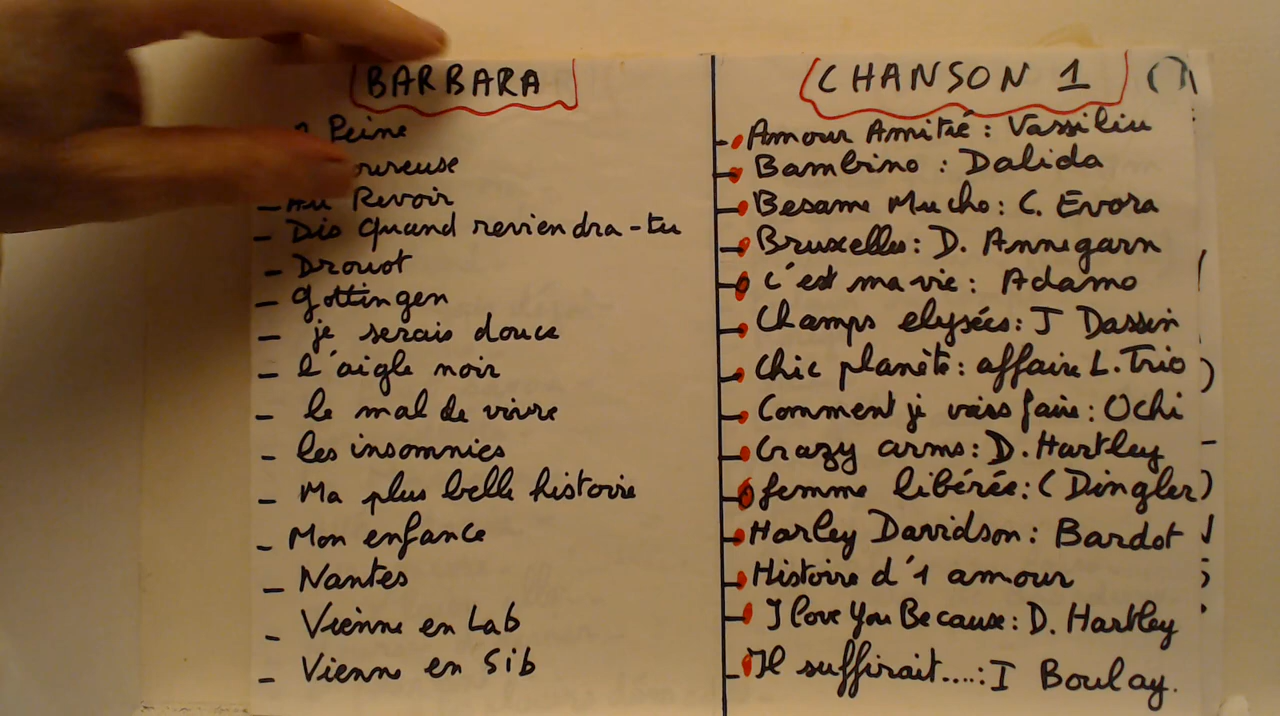 BARBARA
Peine
oureuse
Au Revoir
- Dis Quand reviendra-tu
- Drouot
- Gottingen
- je serais douce
- l'aigle noir
- le mal de vivre
- les insomnies
- Ma plus belle histoire
- Mon enfance
- Nantes
- Vienne en Lab
- Vienne en Sib
CHANSON 1
- Amour Amitié : Vassiliu
- Bambino : Dalida
- Besame Mucho : C. Evora
- Bruxelles : D. Annegarn
- C'est ma vie : Adamo
- Champs elysées : J Dassin
- Chic planète : affaire L. Trio
- Comment je vais faire : Ochi
- Crazy arms : D. Hartley
- femme libérée : (Dingler)
- Harley Davidson : Bardot
- Histoire d'1 amour
- I love You Because : D. Hartley
- Il suffirait.... : I Boulay.